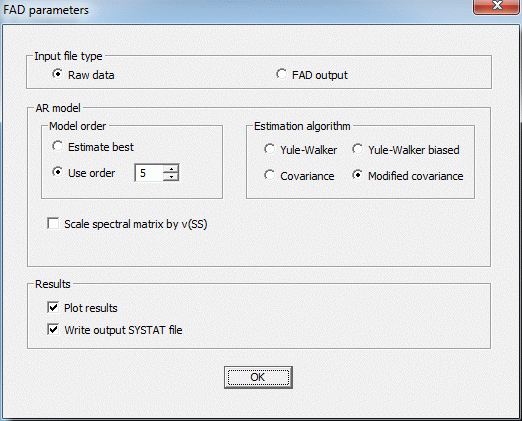 FAD parameters
Input file type
Raw data
FAD output
AR model
Model order
Estimate best
Use order 5
Estimation algorithm
Yule-Walker
Yule-Walker biased
Covariance
Modified covariance
Scale spectral matrix by v(SS)
Results
Plot results
Write output SYSTAT file
OK